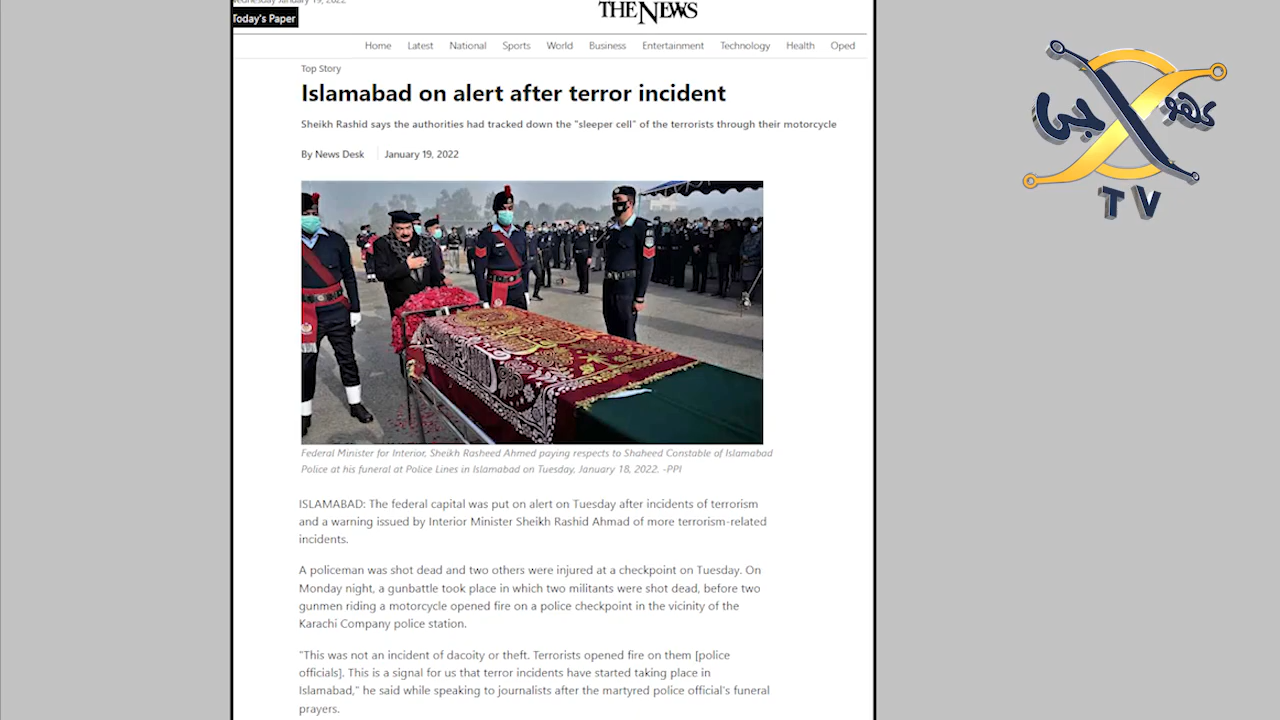 Wednesday January 19, 2022
Today's Paper
THE NEWS
Home Latest National Sports World Business Entertainment Technology Health Oped
Top Story
Islamabad on alert after terror incident
Sheikh Rashid says the authorities had tracked down the "sleeper cell" of the terrorists through their motorcycle
By News Desk January 19, 2022
Federal Minister for Interior, Sheikh Rasheed Ahmed paying respects to Shaheed Constable of Islamabad
Police at his funeral at Police Lines in Islamabad on Tuesday, January 18, 2022. -PPI
ISLAMABAD: The federal capital was put on alert on Tuesday after incidents of terrorism
and a warning issued by Interior Minister Sheikh Rashid Ahmad of more terrorism-related
incidents.
A policeman was shot dead and two others were injured at a checkpoint on Tuesday. On
Monday night, a gunbattle took place in which two militants were shot dead, before two
gunmen riding a motorcycle opened fire on a police checkpoint in the vicinity of the
Karachi Company police station.
"This was not an incident of dacoity or theft. Terrorists opened fire on them [police
officials]. This is a signal for us that terror incidents have started taking place in
Islamabad," he said while speaking to journalists after the martyred police official's funeral
prayers.
کھوجی
TV